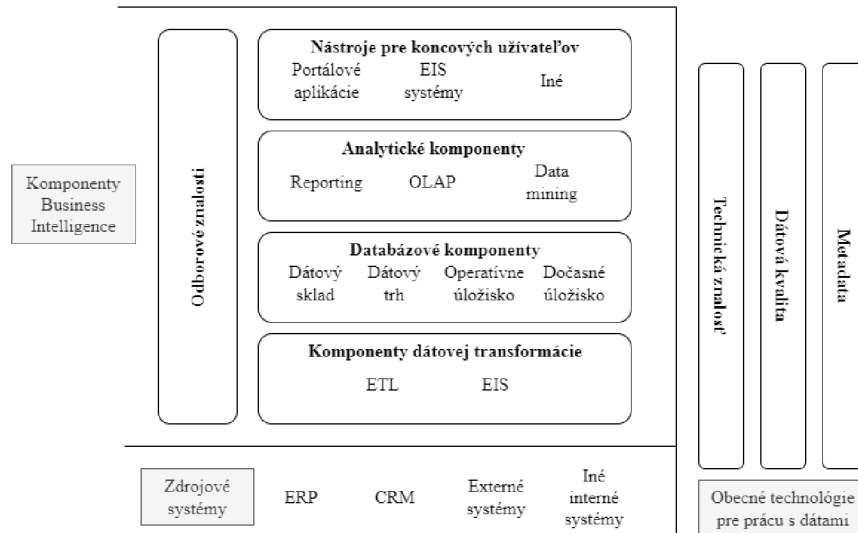 Nástroje pre koncových užívateľov
Portálové aplikácie
EIS systémy
Iné
Analytické komponenty
Reporting
OLAP
Data mining
Komponenty
Business
Intelligence
Odborové znalosti
Databázové komponenty
Dátový sklad
Dátový trh
Operatívne úložisko
Dočasné úložisko
Komponenty dátovej transformácie
ETL
EIS
Technická znalosť
Dátová kvalita
Metadata
Zdrojové
systémy
ERP
CRM
Externé
systémy
Iné
interné
systémy
Obecné technológie
pre prácu s dátami